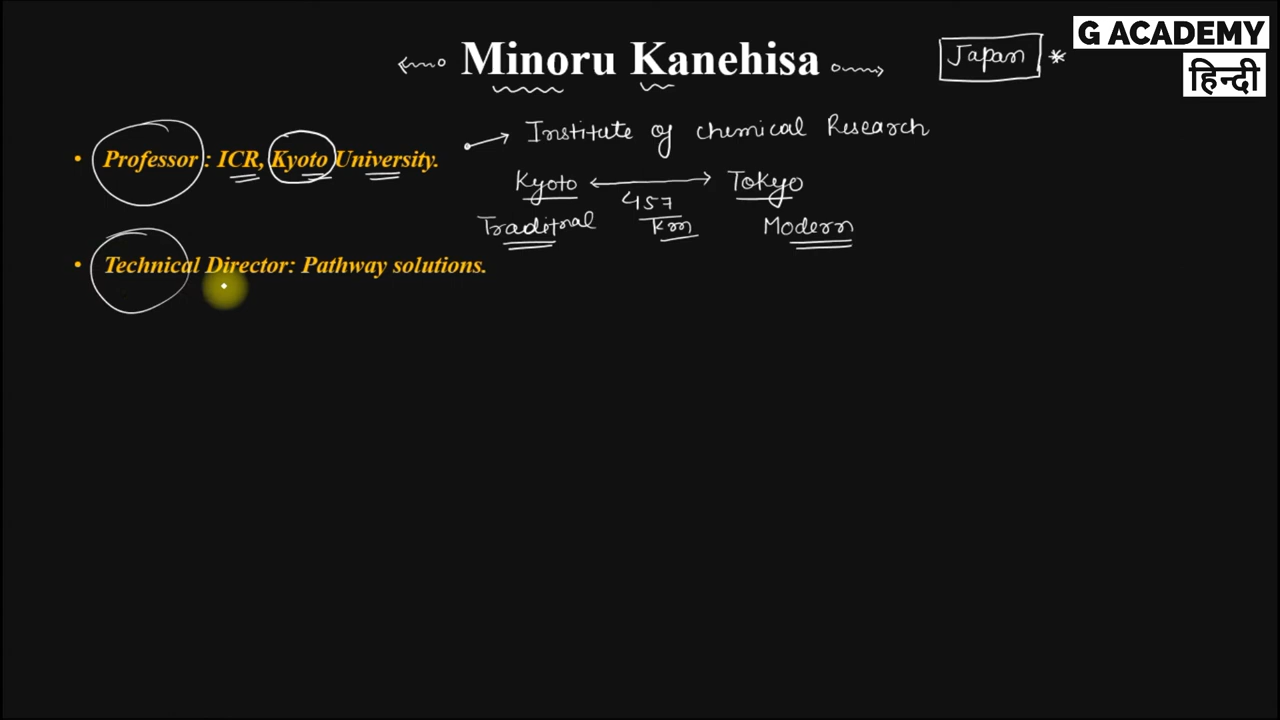 G ACADEMY
हिन्दी
Minoru Kanehisa
Japan *
• Professor : ICR, Kyoto University.
Institute of chemical Research
Kyoto Tokyo
457
Km
Traditnal Modern
• Technical Director: Pathway solutions.